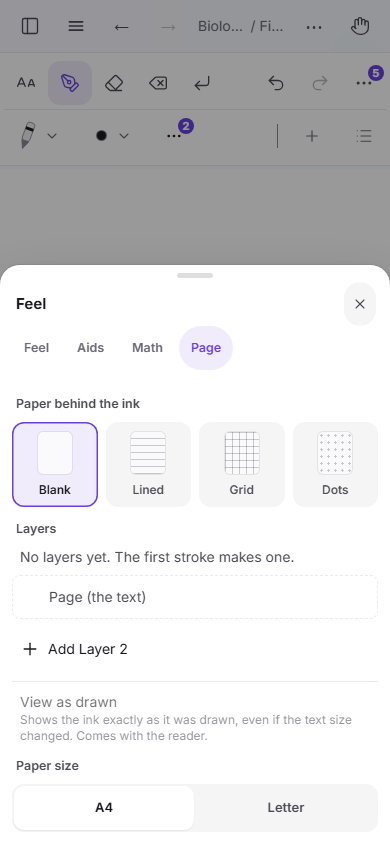 Biolo... / Fi...
AA
5
2
Feel
Feel Aids Math Page
Paper behind the ink
Blank Lined Grid Dots
Layers
No layers yet. The first stroke makes one.
Page (the text)
Add Layer 2
View as drawn
Shows the ink exactly as it was drawn, even if the text size
changed. Comes with the reader.
Paper size
A4 Letter